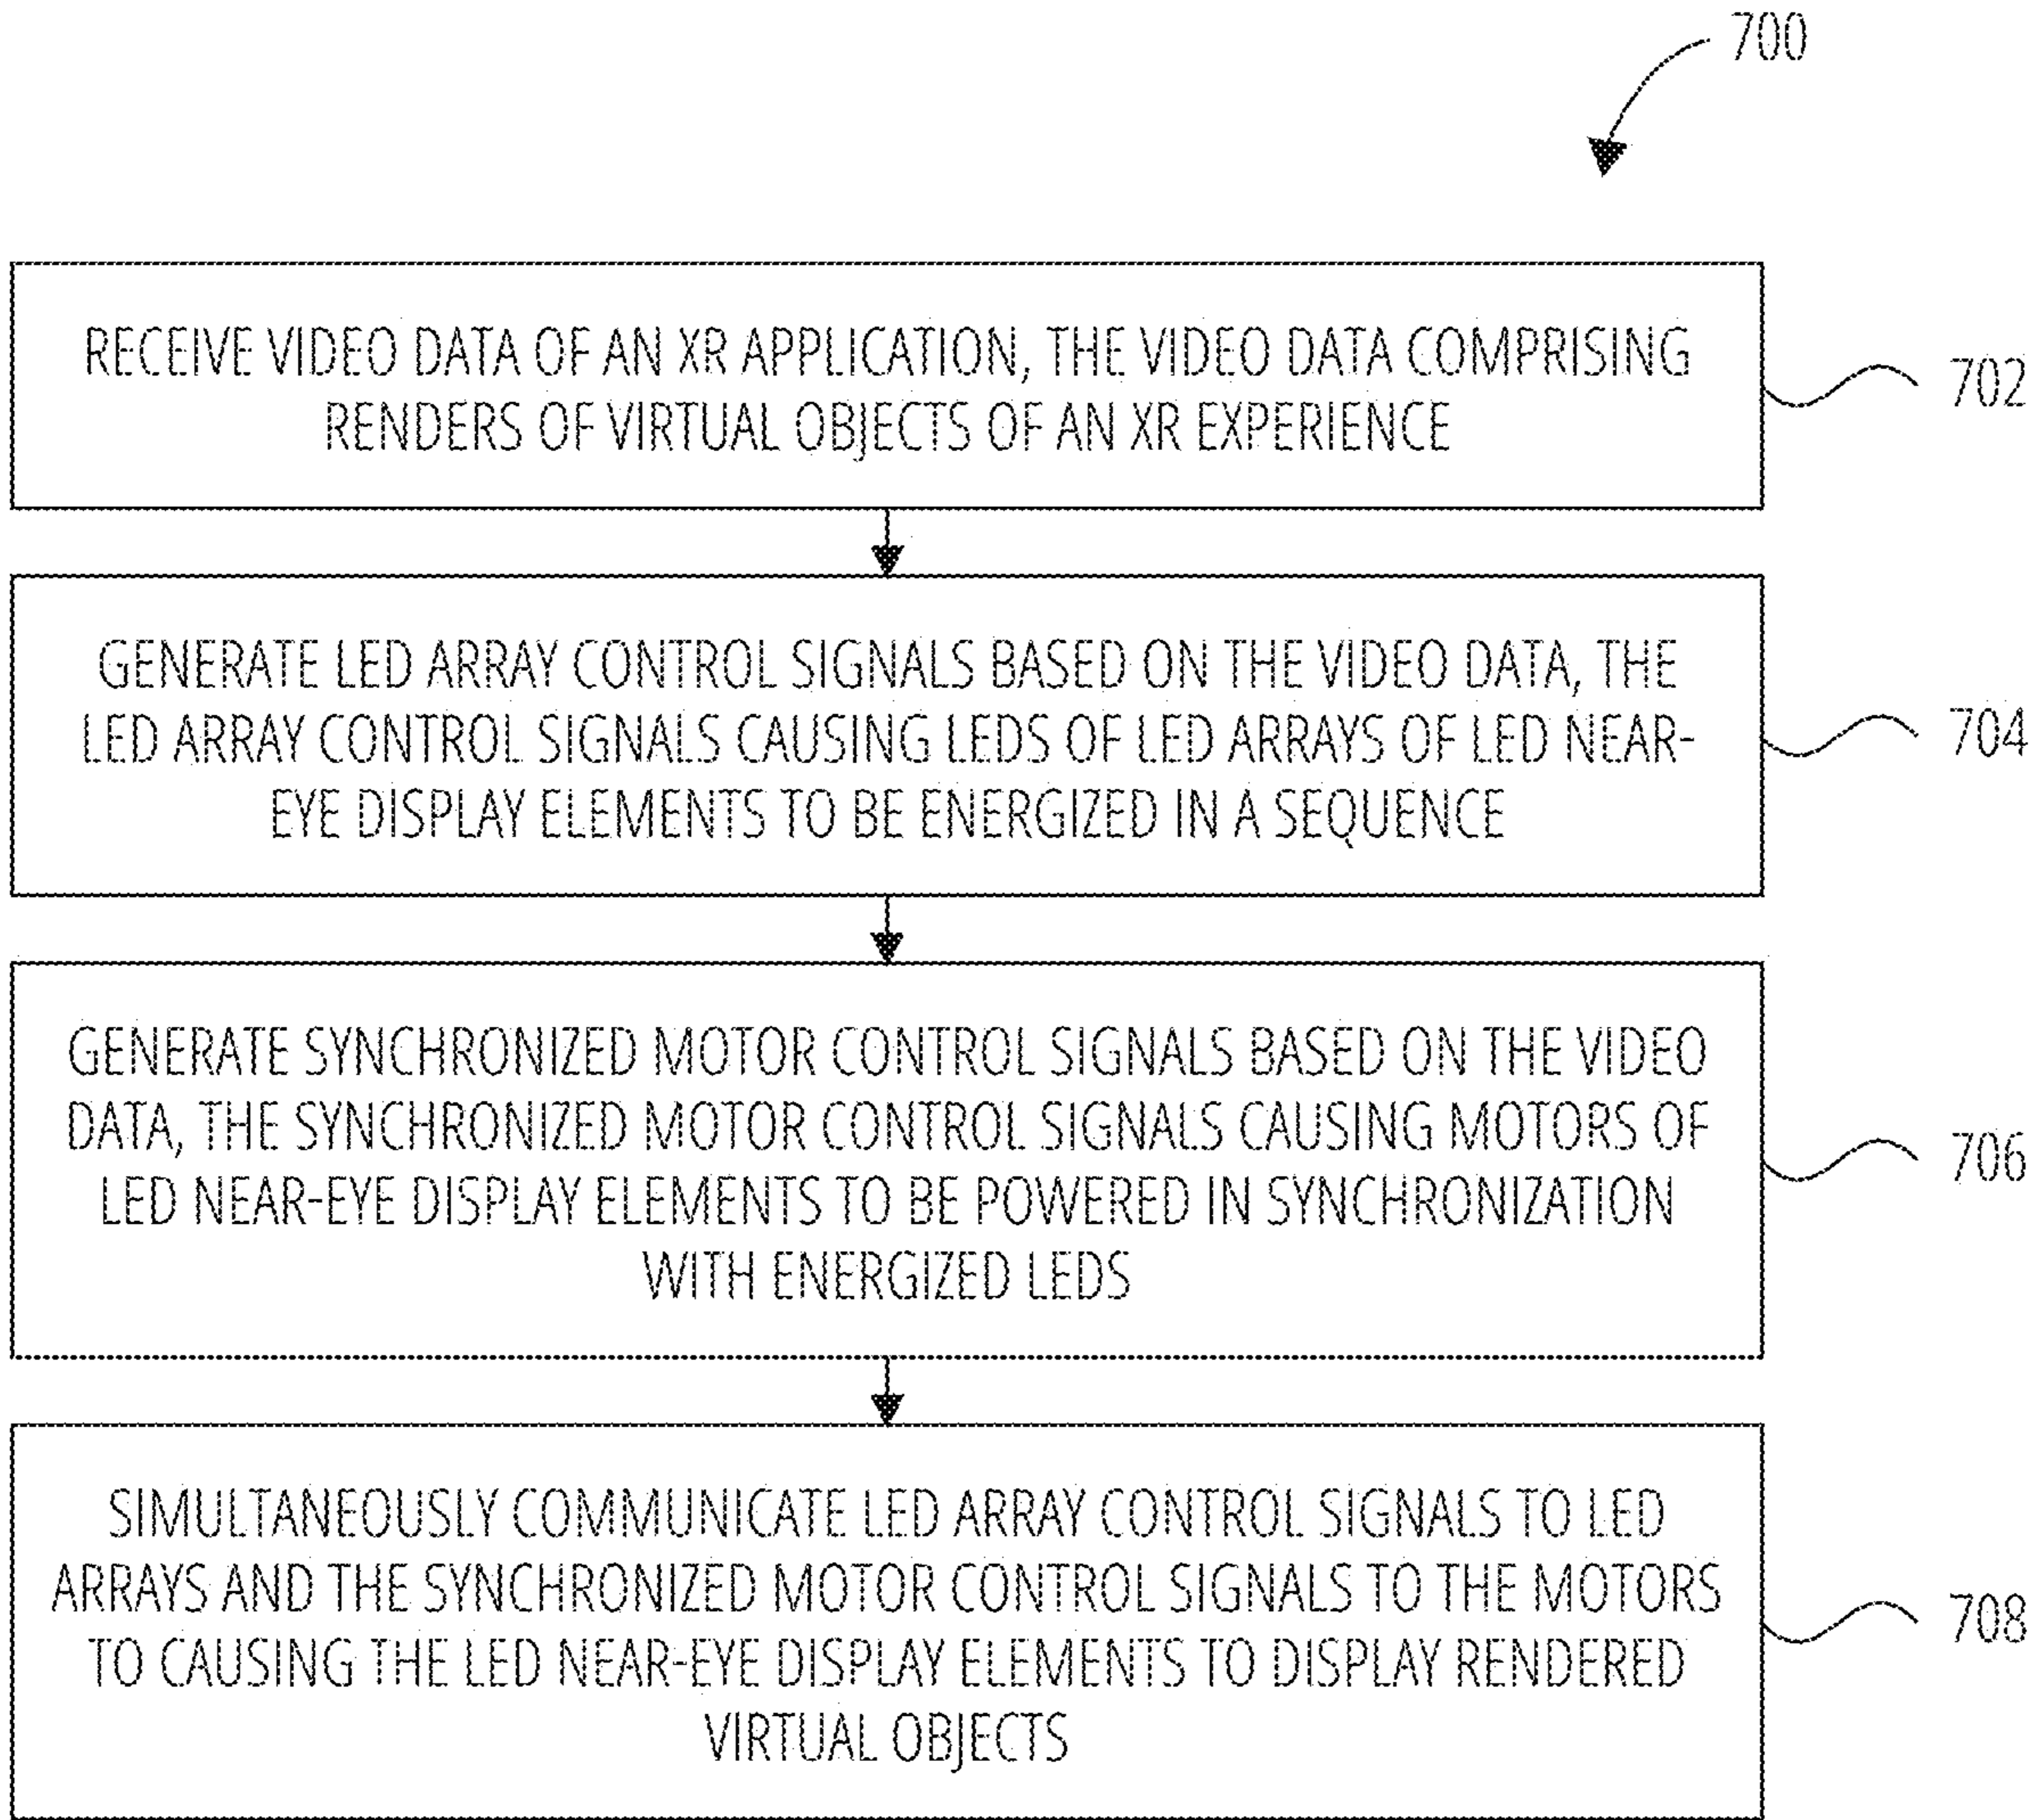 700
RECEIVE VIDEO DATA OF AN XR APPLICATION, THE VIDEO DATA COMPRISING
RENDERS OF VIRTUAL OBJECTS OF AN XR EXPERIENCE
702
GENERATE LED ARRAY CONTROL SIGNALS BASED ON THE VIDEO DATA, THE
LED ARRAY CONTROL SIGNALS CAUSING LEDS OF LED ARRAYS OF LED NEAR-
EYE DISPLAY ELEMENTS TO BE ENERGIZED IN A SEQUENCE
704
GENERATE SYNCHRONIZED MOTOR CONTROL SIGNALS BASED ON THE VIDEO
DATA, THE SYNCHRONIZED MOTOR CONTROL SIGNALS CAUSING MOTORS OF
LED NEAR-EYE DISPLAY ELEMENTS TO BE POWERED IN SYNCHRONIZATION
WITH ENERGIZED LEDS
706
SIMULTANEOUSLY COMMUNICATE LED ARRAY CONTROL SIGNALS TO LED
ARRAYS AND THE SYNCHRONIZED MOTOR CONTROL SIGNALS TO THE MOTORS
TO CAUSING THE LED NEAR-EYE DISPLAY ELEMENTS TO DISPLAY RENDERED
VIRTUAL OBJECTS
708